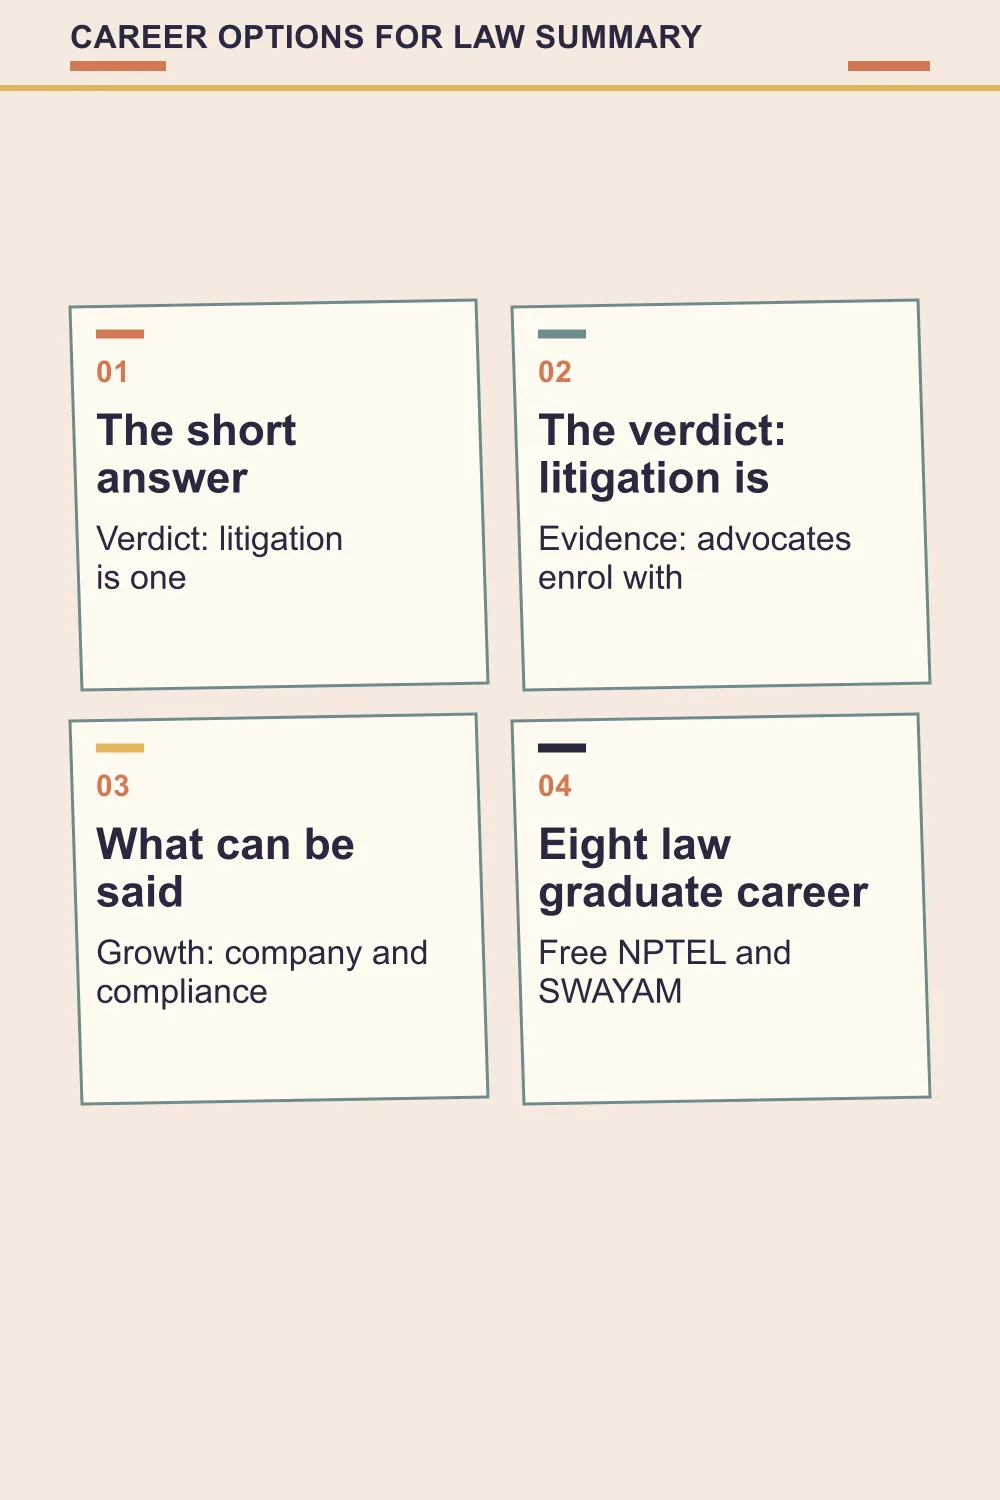 CAREER OPTIONS FOR LAW SUMMARY
01
The short
answer
Verdict: litigation
is one
02
The verdict:
litigation is
Evidence: advocates
enrol with
03
What can be
said
Growth: company and
compliance
04
Eight law
graduate career
Free NPTEL and
SWAYAM